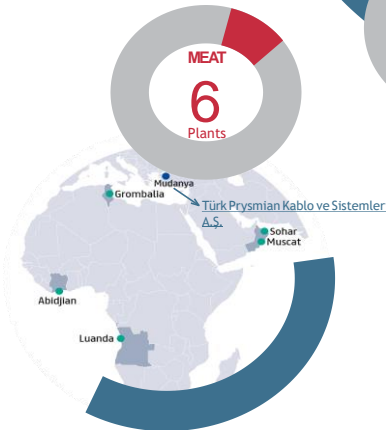 MEAT
6
Plants
Mudanya
Grombalia
Türk Prysmian Kablo ve Sistemler
A.Ş.
Sohar
Muscat
Abidjian
Luanda